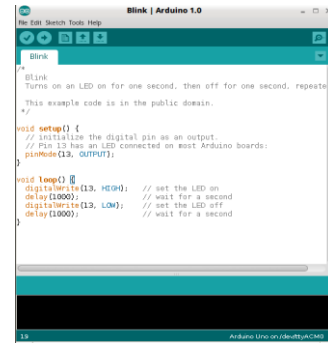 Blink | Arduino 1.0
File Edit Sketch Tools Help
Blink
/*
Blink
Turns on an LED on for one second, then off for one second, repeate
This example code is in the public domain.
*/
void setup() {
// initialize the digital pin as an output.
// Pin 13 has an LED connected on most Arduino boards:
pinMode(13, OUTPUT);
}
void loop() {
digitalWrite(13, HIGH); // set the LED on
delay(1000); // wait for a second
digitalWrite(13, LOW); // set the LED off
delay(1000); // wait for a second
}
19 Arduino Uno on /dev/ttyACM0